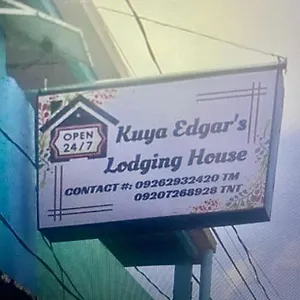 OPEN
24/7
Kuya Edgar's
Lodging House
CONTACT #: 09262932420 TM
09207268928 TNT